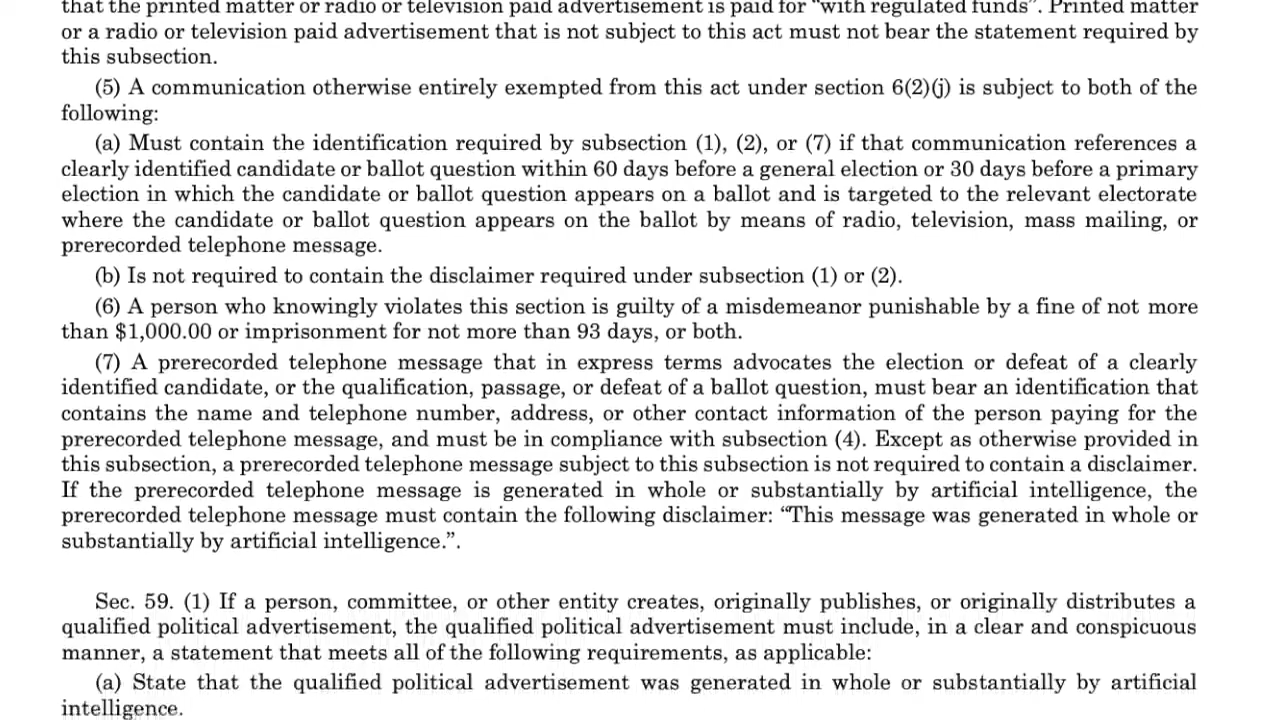 that the printed matter or radio or television paid advertisement is paid for “with regulated funds”. Printed matter
or a radio or television paid advertisement that is not subject to this act must not bear the statement required by
this subsection.
(5) A communication otherwise entirely exempted from this act under section 6(2)(j) is subject to both of the
following:
(a) Must contain the identification required by subsection (1), (2), or (7) if that communication references a
clearly identified candidate or ballot question within 60 days before a general election or 30 days before a primary
election in which the candidate or ballot question appears on a ballot and is targeted to the relevant electorate
where the candidate or ballot question appears on the ballot by means of radio, television, mass mailing, or
prerecorded telephone message.
(b) Is not required to contain the disclaimer required under subsection (1) or (2).
(6) A person who knowingly violates this section is guilty of a misdemeanor punishable by a fine of not more
than $1,000.00 or imprisonment for not more than 93 days, or both.
(7) A prerecorded telephone message that in express terms advocates the election or defeat of a clearly
identified candidate, or the qualification, passage, or defeat of a ballot question, must bear an identification that
contains the name and telephone number, address, or other contact information of the person paying for the
prerecorded telephone message, and must be in compliance with subsection (4). Except as otherwise provided in
this subsection, a prerecorded telephone message subject to this subsection is not required to contain a disclaimer.
If the prerecorded telephone message is generated in whole or substantially by artificial intelligence, the
prerecorded telephone message must contain the following disclaimer: “This message was generated in whole or
substantially by artificial intelligence.”.
Sec. 59. (1) If a person, committee, or other entity creates, originally publishes, or originally distributes a
qualified political advertisement, the qualified political advertisement must include, in a clear and conspicuous
manner, a statement that meets all of the following requirements, as applicable:
(a) State that the qualified political advertisement was generated in whole or substantially by artificial
intelligence.